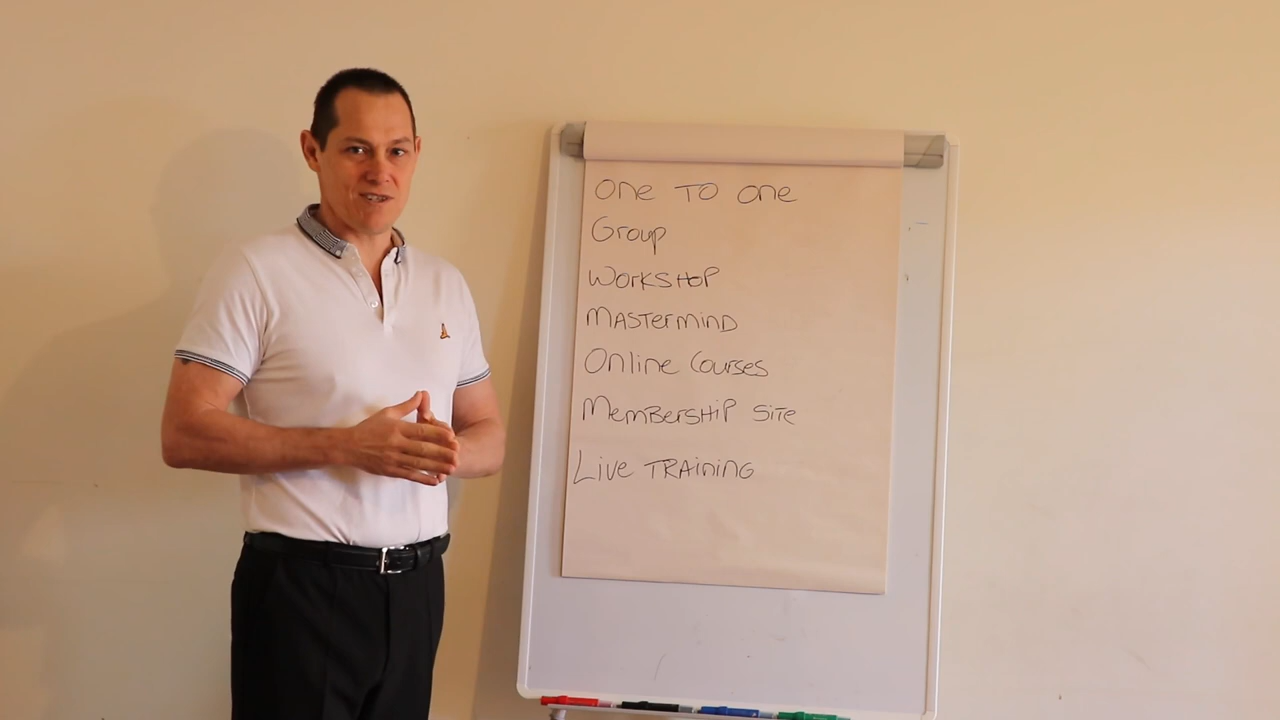 One to one
Group
Workshop
Mastermind
Online Courses
Membership Site
Live Training